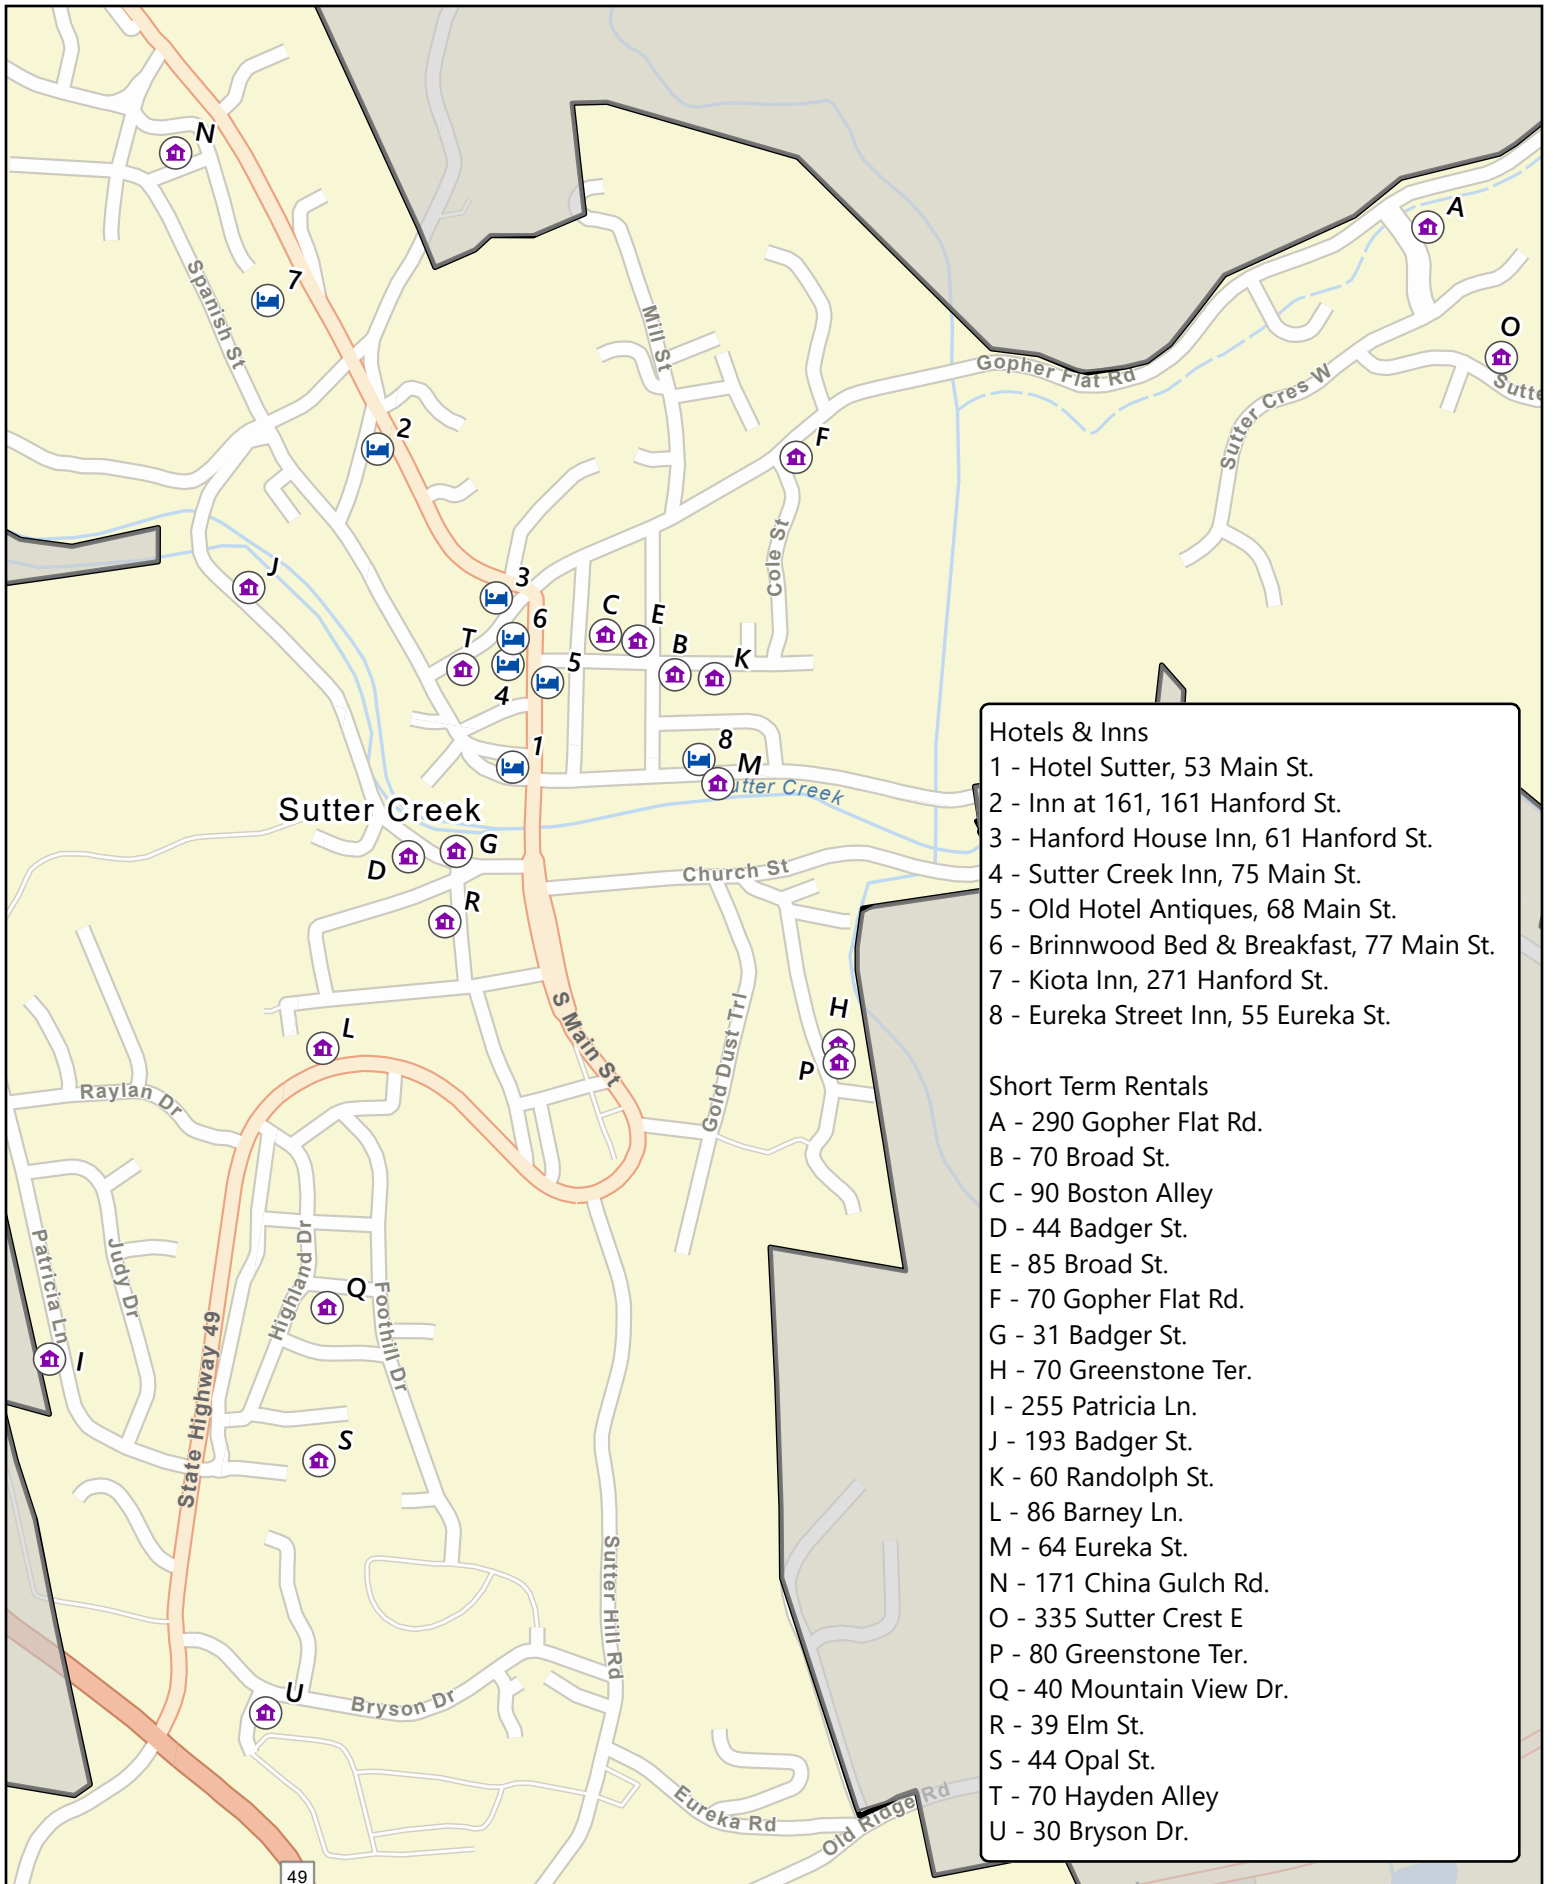 N
A
7
Spanish St
Mill St
O
Gopher Flat Rd
Sutter Cres W
Sutte
2
F
Cole St
J
3
C
E
6
T
B
K
5
4
1
8
M
utter Creek
Sutter Creek
G
D
Church St
R
H
S Main St
Gold Dust Trl
L
P
Raylan Dr
Patricia Ln
Judy Dr
Highland Dr
Q
Foothill Dr
I
State Highway 49
S
Sutter Hill Rd
U
Bryson Dr
Eureka Rd
Old Ridge Rd
49
Hotels & Inns
1 - Hotel Sutter, 53 Main St.
2 - Inn at 161, 161 Hanford St.
3 - Hanford House Inn, 61 Hanford St.
4 - Sutter Creek Inn, 75 Main St.
5 - Old Hotel Antiques, 68 Main St.
6 - Brinnwood Bed & Breakfast, 77 Main St.
7 - Kiota Inn, 271 Hanford St.
8 - Eureka Street Inn, 55 Eureka St.
Short Term Rentals
A - 290 Gopher Flat Rd.
B - 70 Broad St.
C - 90 Boston Alley
D - 44 Badger St.
E - 85 Broad St.
F - 70 Gopher Flat Rd.
G - 31 Badger St.
H - 70 Greenstone Ter.
I - 255 Patricia Ln.
J - 193 Badger St.
K - 60 Randolph St.
L - 86 Barney Ln.
M - 64 Eureka St.
N - 171 China Gulch Rd.
O - 335 Sutter Crest E
P - 80 Greenstone Ter.
Q - 40 Mountain View Dr.
R - 39 Elm St.
S - 44 Opal St.
T - 70 Hayden Alley
U - 30 Bryson Dr.